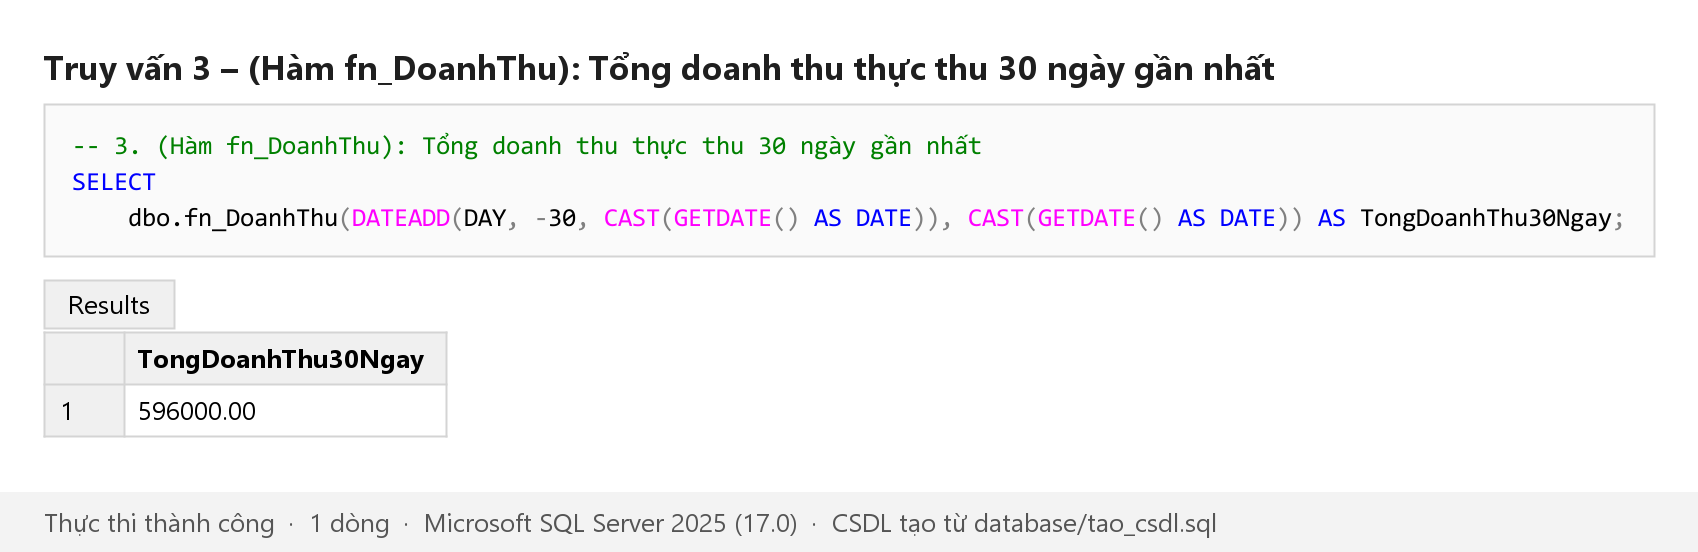 Truy vấn 3 – (Hàm fn_DoanhThu): Tổng doanh thu thực thu 30 ngày gần nhất
-- 3. (Hàm fn_DoanhThu): Tổng doanh thu thực thu 30 ngày gần nhất
SELECT
    dbo.fn_DoanhThu(DATEADD(DAY, -30, CAST(GETDATE() AS DATE)), CAST(GETDATE() AS DATE)) AS TongDoanhThu30Ngay;
Results
TongDoanhThu30Ngay
1 596000.00
Thực thi thành công · 1 dòng · Microsoft SQL Server 2025 (17.0) · CSDL tạo từ database/tao_csdl.sql